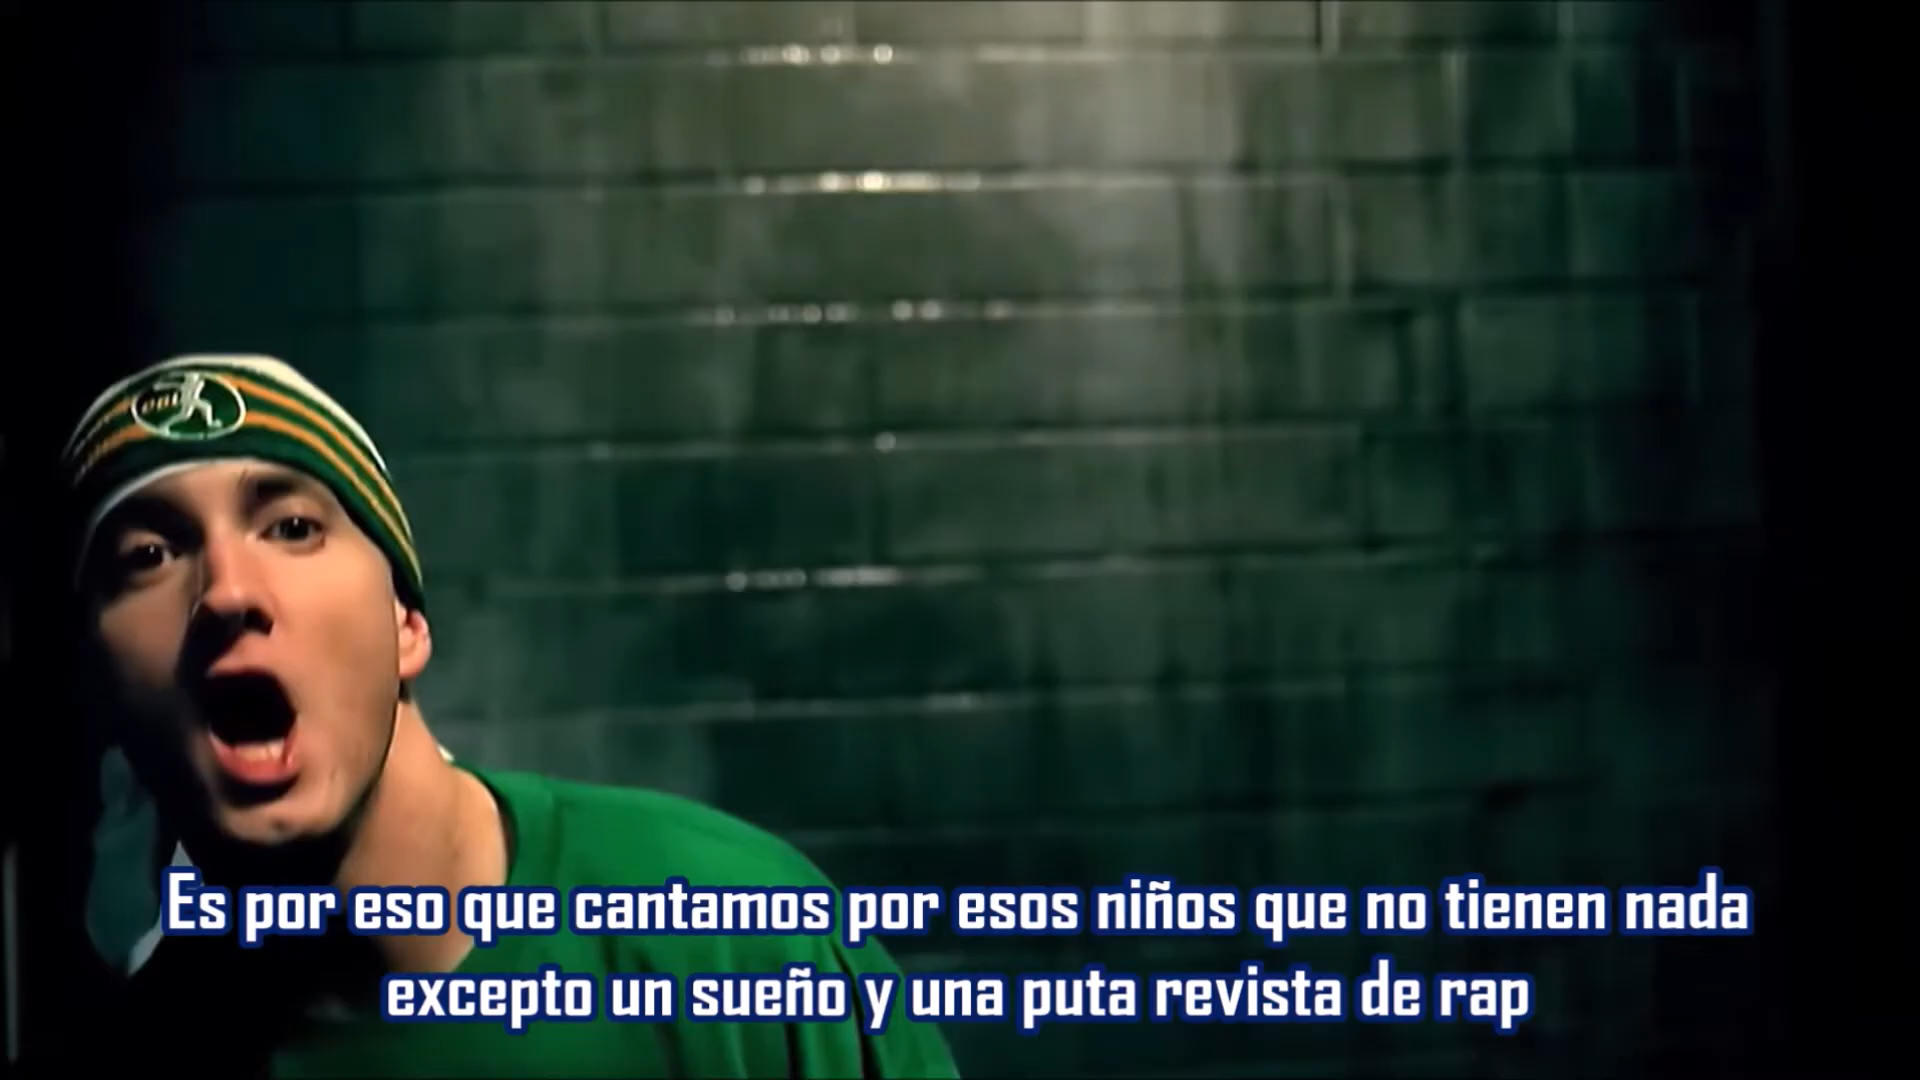 Es por eso que cantamos por esos niños que no tienen nada
excepto un sueño y una puta revista de rap